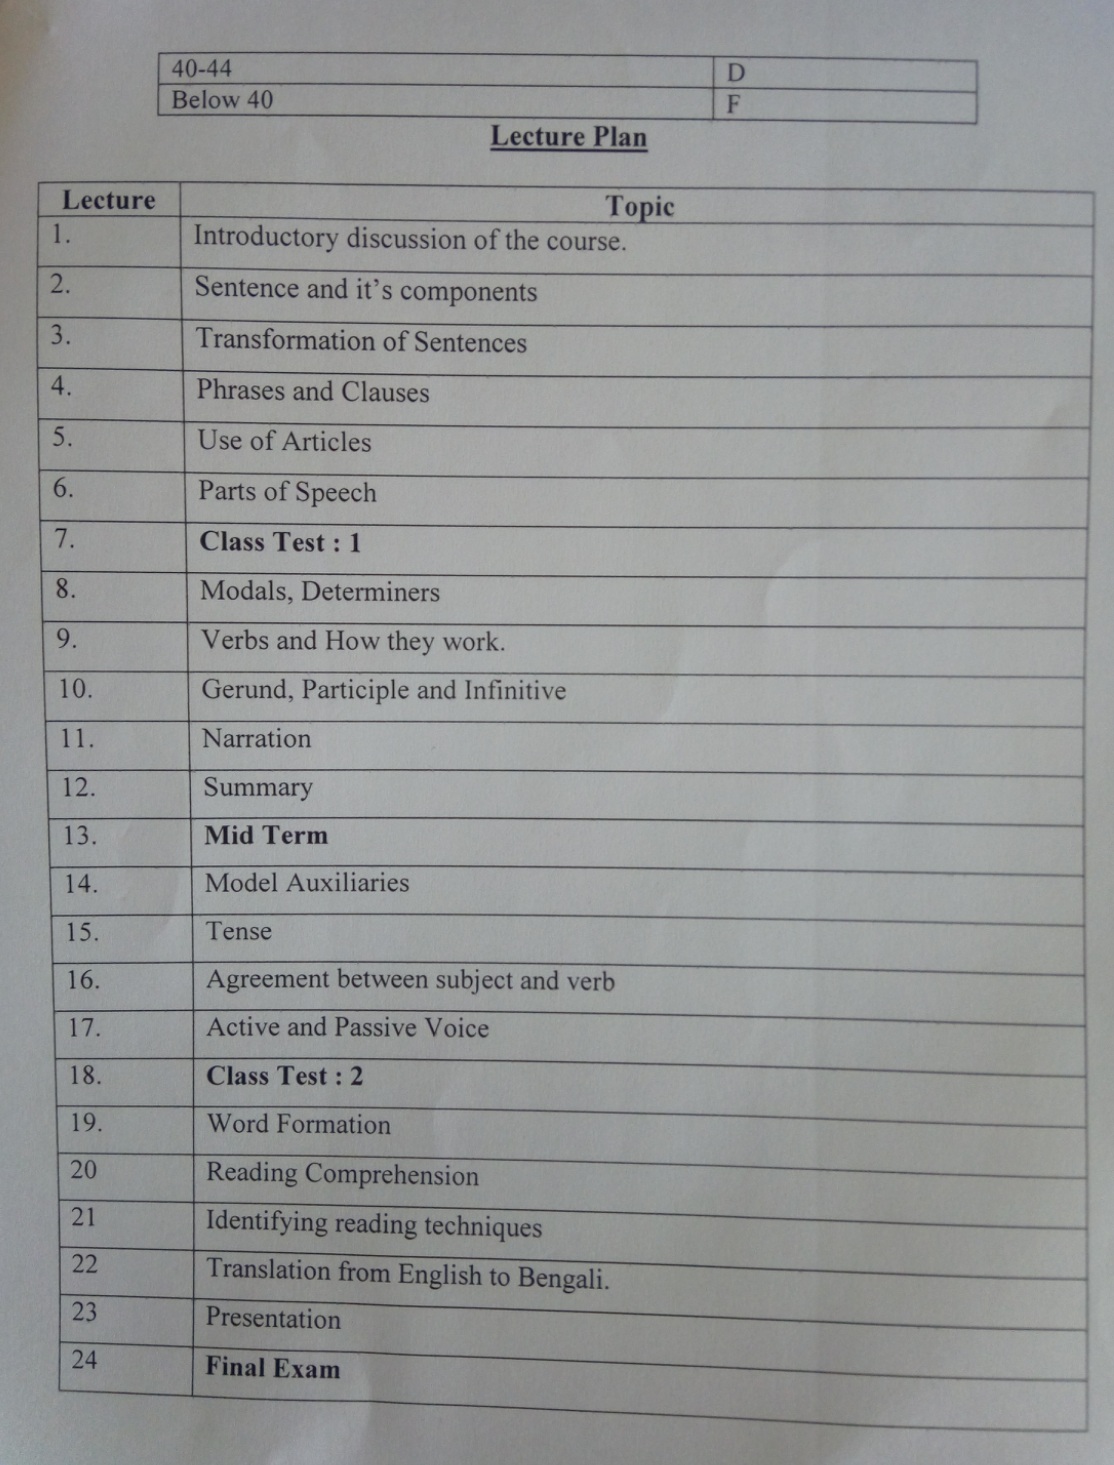 40-44 D
Below 40 F
Lecture Plan
Lecture Topic
1. Introductory discussion of the course.
2. Sentence and it's components
3. Transformation of Sentences
4. Phrases and Clauses
5. Use of Articles
6. Parts of Speech
7. Class Test : 1
8. Modals, Determiners
9. Verbs and How they work.
10. Gerund, Participle and Infinitive
11. Narration
12. Summary
13. Mid Term
14. Model Auxiliaries
15. Tense
16. Agreement between subject and verb
17. Active and Passive Voice
18. Class Test : 2
19. Word Formation
20 Reading Comprehension
21 Identifying reading techniques
22 Translation from English to Bengali.
23 Presentation
24 Final Exam